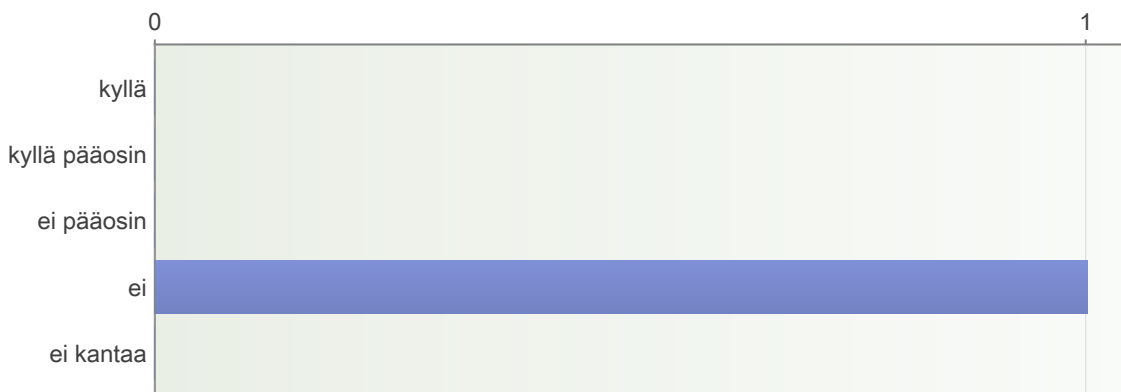 0 1
kyllä
kyllä pääosin
ei pääosin
ei
ei kantaa